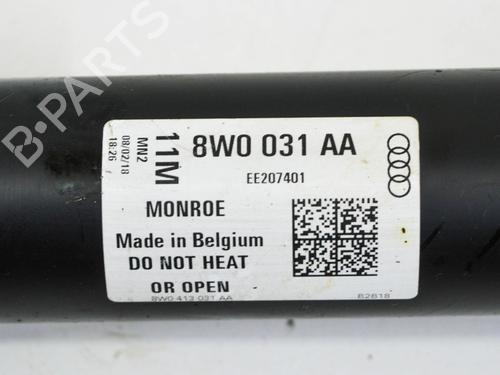 18:26
08/02/18
MN2
11M
8W0 031 AA
EE207401
MONROE
Made in Belgium
DO NOT HEAT
OR OPEN
8W0 413 031 AA
62618
B-Parts